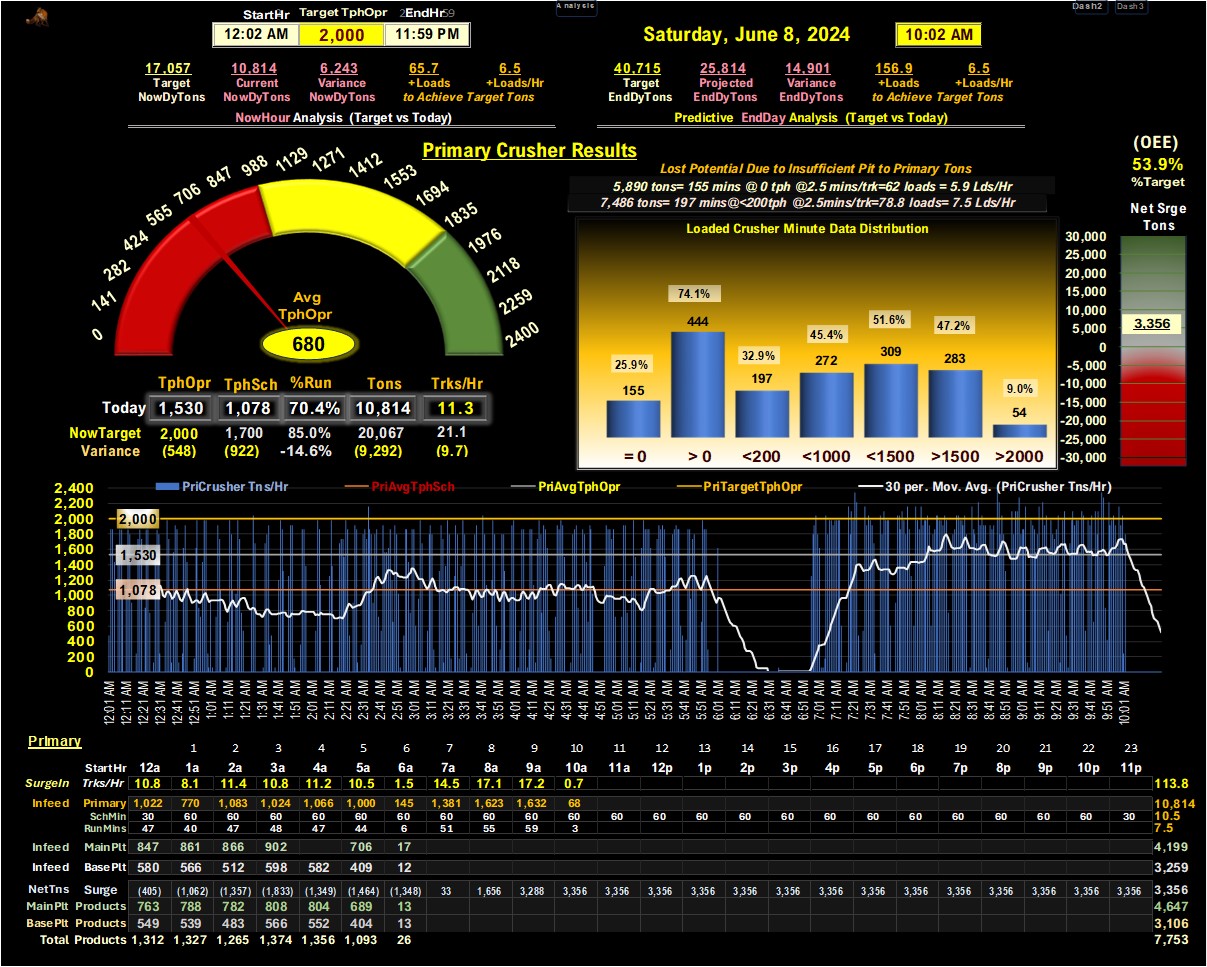 StartHr Target TphOpr EndHr
Analysis Dash2 Dash3
12:02 AM 2,000 11:59 PM
Saturday, June 8, 2024 10:02 AM
17,057 10,814 6,243 65.7 6.5
Target Current Variance +Loads +Loads/Hr
NowDyTons NowDyTons NowDyTons to Achieve Target Tons
NowHour Analysis (Target vs Today)
40,715 25,814 14,901 156.9 6.5
Target Projected Variance +Loads +Loads/Hr
EndDyTons EndDyTons EndDyTons to Achieve Target Tons
Predictive EndDay Analysis (Target vs Today)
Primary Crusher Results
0 141 282 424 565 706 847 988 1129 1271 1412 1553 1694 1835 1976 2118 2259 2400
Avg
TphOpr
680
TphOpr TphSch %Run Tons Trks/Hr
Today 1,530 1,078 70.4% 10,814 11.3
NowTarget 2,000 1,700 85.0% 20,067 21.1
Variance (548) (922) -14.6% (9,292) (9.7)
Lost Potential Due to Insufficient Pit to Primary Tons
5,890 tons= 155 mins @ 0 tph @2.5 mins/trk=62 loads = 5.9 Lds/Hr
7,486 tons= 197 mins@<200tph @2.5mins/trk=78.8 loads= 7.5 Lds/Hr
Loaded Crusher Minute Data Distribution
25.9% 74.1% 32.9% 45.4% 51.6% 47.2% 9.0%
155 444 197 272 309 283 54
= 0 > 0 <200 <1000 <1500 >1500 >2000
(OEE)
53.9%
%Target
Net Srge
Tons
30,000
25,000
20,000
15,000
10,000
5,000
0
-5,000
-10,000
-15,000
-20,000
-25,000
-30,000
3,356
PriCrusher Tns/Hr PriAvgTphSch PriAvgTphOpr PriTargetTphOpr 30 per. Mov. Avg. (PriCrusher Tns/Hr)
2,400
2,200
2,000
1,800
1,600
1,400
1,200
1,000
800
600
400
200
0
2,000
1,530
1,078
12:01 AM 12:11 AM 12:21 AM 12:31 AM 12:41 AM 12:51 AM 1:01 AM 1:11 AM 1:21 AM 1:31 AM 1:41 AM 1:51 AM 2:01 AM 2:11 AM 2:21 AM 2:31 AM 2:41 AM 2:51 AM 3:01 AM 3:11 AM 3:21 AM 3:31 AM 3:41 AM 3:51 AM 4:01 AM 4:11 AM 4:21 AM 4:31 AM 4:41 AM 4:51 AM 5:01 AM 5:11 AM 5:21 AM 5:31 AM 5:41 AM 5:51 AM 6:01 AM 6:11 AM 6:21 AM 6:31 AM 6:41 AM 6:51 AM 7:01 AM 7:11 AM 7:21 AM 7:31 AM 7:41 AM 7:51 AM 8:01 AM 8:11 AM 8:21 AM 8:31 AM 8:41 AM 8:51 AM 9:01 AM 9:11 AM 9:21 AM 9:31 AM 9:41 AM 9:51 AM 10:01 AM
Primary
1 2 3 4 5 6 7 8 9 10 11 12 13 14 15 16 17 18 19 20 21 22 23
StartHr 12a 1a 2a 3a 4a 5a 6a 7a 8a 9a 10a 11a 12p 1p 2p 3p 4p 5p 6p 7p 8p 9p 10p 11p
SurgeIn Trks/Hr 10.8 8.1 11.4 10.8 11.2 10.5 1.5 14.5 17.1 17.2 0.7 113.8
Infeed Primary 1,022 770 1,083 1,024 1,066 1,000 145 1,381 1,623 1,632 68 10,814
SchMin 30 60 60 60 60 60 60 60 60 60 60 60 60 60 60 60 60 60 60 60 60 60 60 30 10.5
RunMins 47 40 47 48 47 44 6 51 55 59 3 7.5
Infeed MainPlt 847 861 866 902 706 17 4,199
Infeed BasePlt 580 566 512 598 582 409 12 3,259
NetTns Surge (405) (1,062) (1,357) (1,833) (1,349) (1,464) (1,348) 33 1,656 3,288 3,356 3,356 3,356 3,356 3,356 3,356 3,356 3,356 3,356 3,356 3,356 3,356 3,356 3,356 3,356
MainPlt Products 763 788 782 808 804 689 13 4,647
BasePlt Products 549 539 483 566 552 404 13 3,106
Total Products 1,312 1,327 1,265 1,374 1,356 1,093 26 7,753